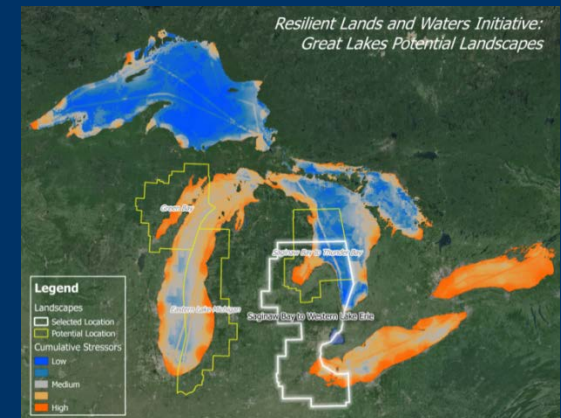 Resilient Lands and Waters Initiative:
Great Lakes Potential Landscapes
Green Bay
Saginaw Bay to Thunder Bay
Eastern Lake Michigan
Saginaw Bay to Western Lake Erie
Legend
Landscapes
Selected Location
Potential Location
Cumulative Stressors
Low
Medium
High